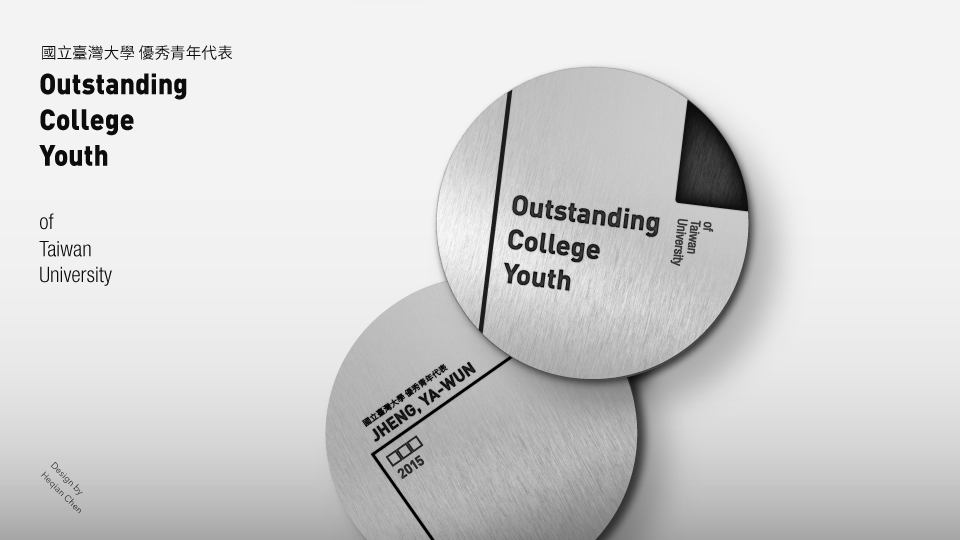 國立臺灣大學 優秀青年代表
Outstanding
College
Youth
of
Taiwan
University
Outstanding
College
Youth
of
Taiwan
University
國立臺灣大學 優秀青年代表
JHENG, YA-WUN
2015
Design by
Heqian Chen